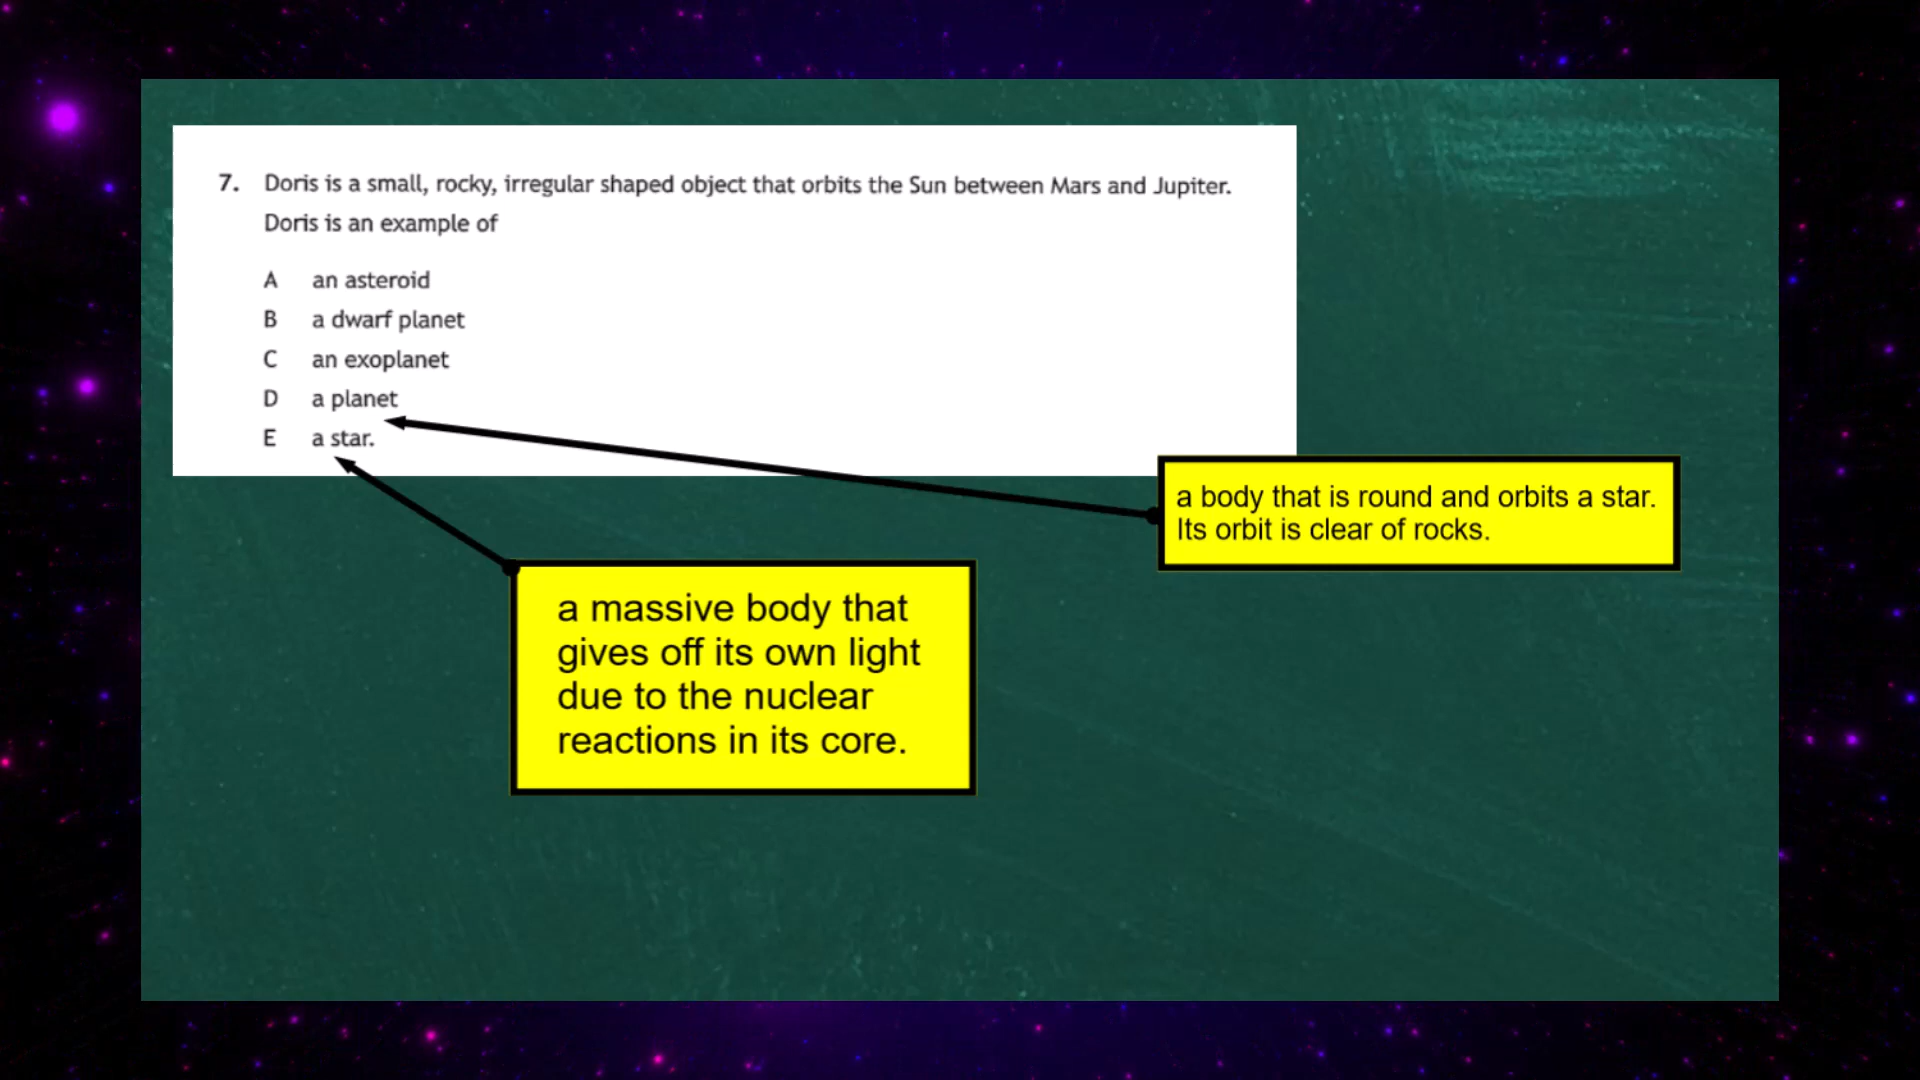 7. Doris is a small, rocky, irregular shaped object that orbits the Sun between Mars and Jupiter.
Doris is an example of
A an asteroid
B a dwarf planet
C an exoplanet
D a planet
E a star.
a body that is round and orbits a star.
Its orbit is clear of rocks.
a massive body that
gives off its own light
due to the nuclear
reactions in its core.